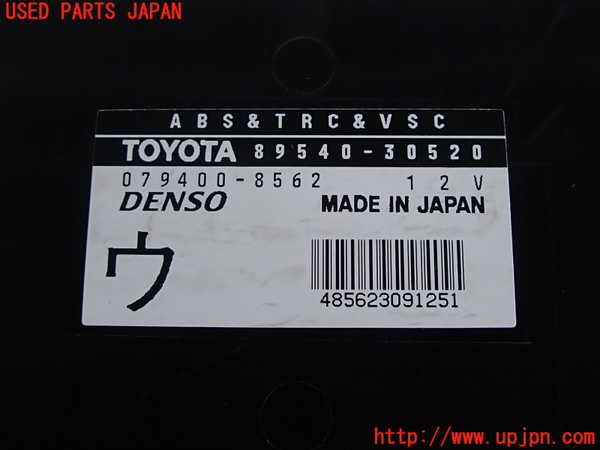 USED PARTS JAPAN
ABS&TRC&VSC
TOYOTA 89540-30520
079400-8562 12V
DENSO MADE IN JAPAN
ウ
485623091251
http://www.upjpn.com/